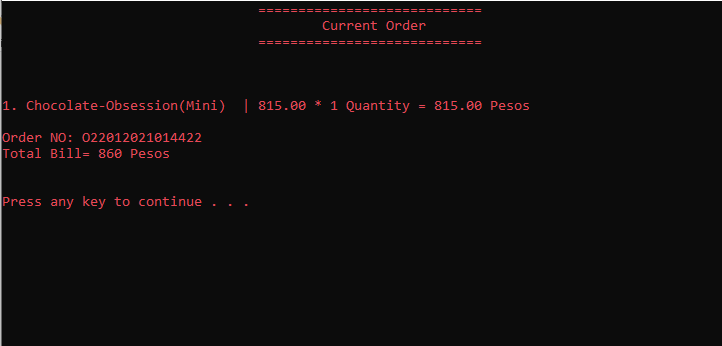 ============================
Current Order
============================
1. Chocolate-Obsession(Mini) | 815.00 * 1 Quantity = 815.00 Pesos
Order NO: O22012021014422
Total Bill= 860 Pesos
Press any key to continue . . .